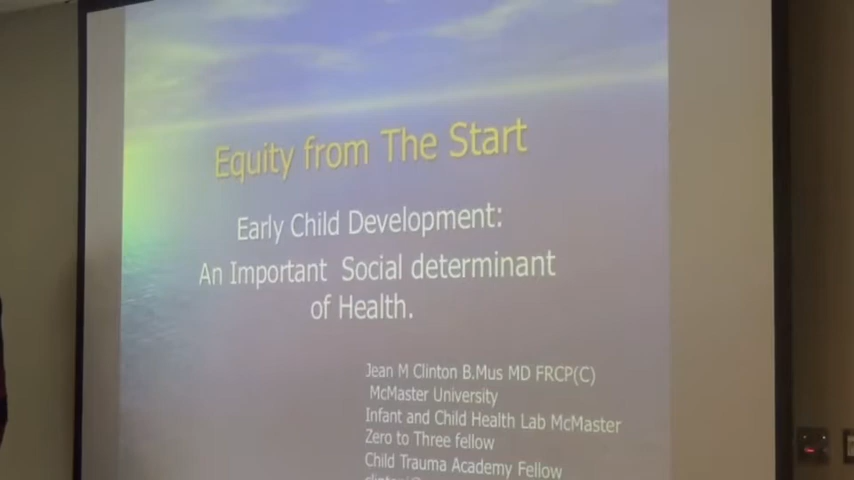 Equity from The Start
Early Child Development:
An Important Social determinant
of Health.
Jean M Clinton B.Mus MD FRCP(C)
McMaster University
Infant and Child Health Lab McMaster
Zero to Three fellow
Child Trauma Academy Fellow